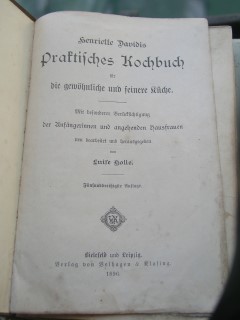 Henriette Davidis
Praktisches Kochbuch
für
die gewöhnliche und feinere Küche.
Mit besonderer Berücksichtigung
der Anfängerinnen und angehenden Hausfrauen
neu bearbeitet und herausgegeben
von
Luise Holle.
Auflage.
Bielefeld und Leipzig.
Verlag von Velhagen & Klasing.